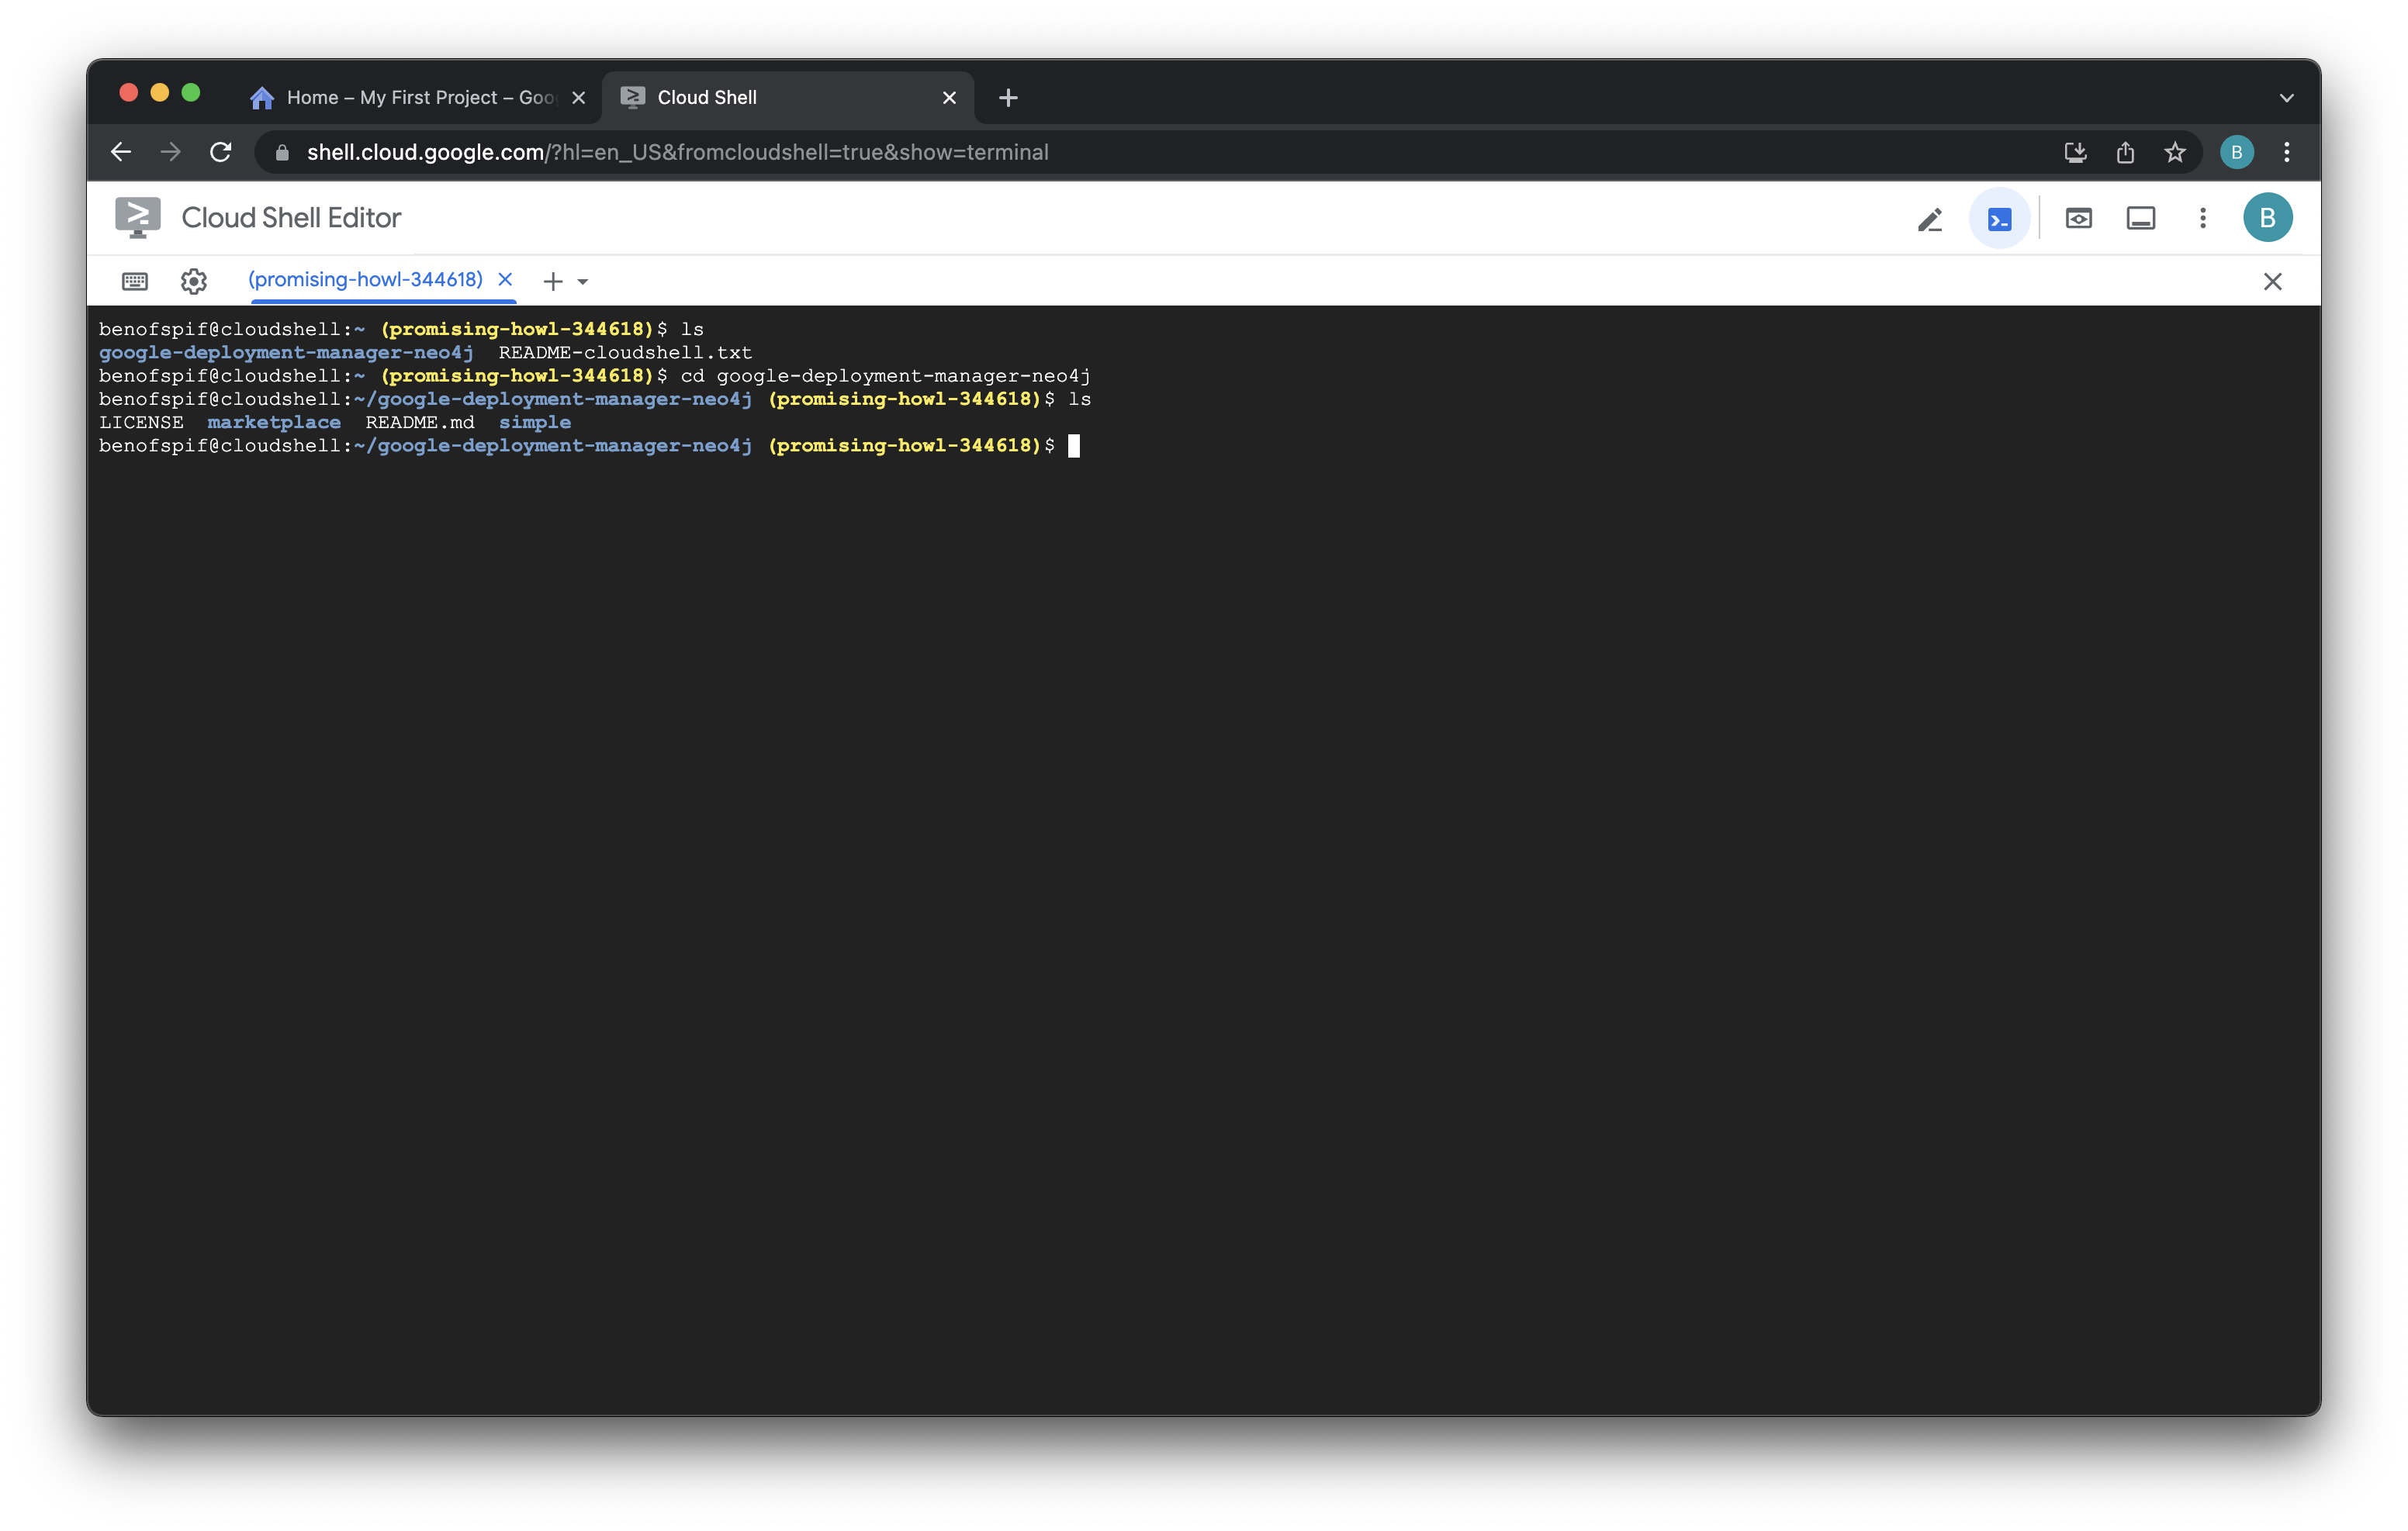 Home – My First Project – Goo
Cloud Shell
shell.cloud.google.com/?hl=en_US&fromcloudshell=true&show=terminal
B
Cloud Shell Editor
B
(promising-howl-344618)
benofspif@cloudshell:~ (promising-howl-344618)$ ls
google-deployment-manager-neo4j  README-cloudshell.txt
benofspif@cloudshell:~ (promising-howl-344618)$ cd google-deployment-manager-neo4j
benofspif@cloudshell:~/google-deployment-manager-neo4j (promising-howl-344618)$ ls
LICENSE  marketplace  README.md  simple
benofspif@cloudshell:~/google-deployment-manager-neo4j (promising-howl-344618)$